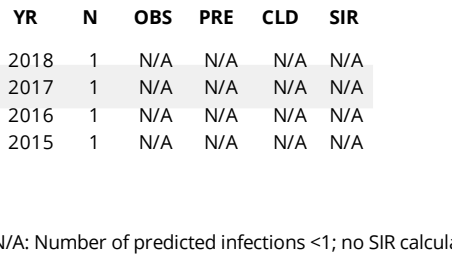 YR N OBS PRE CLD SIR
2018 1 N/A N/A N/A N/A
2017 1 N/A N/A N/A N/A
2016 1 N/A N/A N/A N/A
2015 1 N/A N/A N/A N/A
N/A: Number of predicted infections <1; no SIR calcula